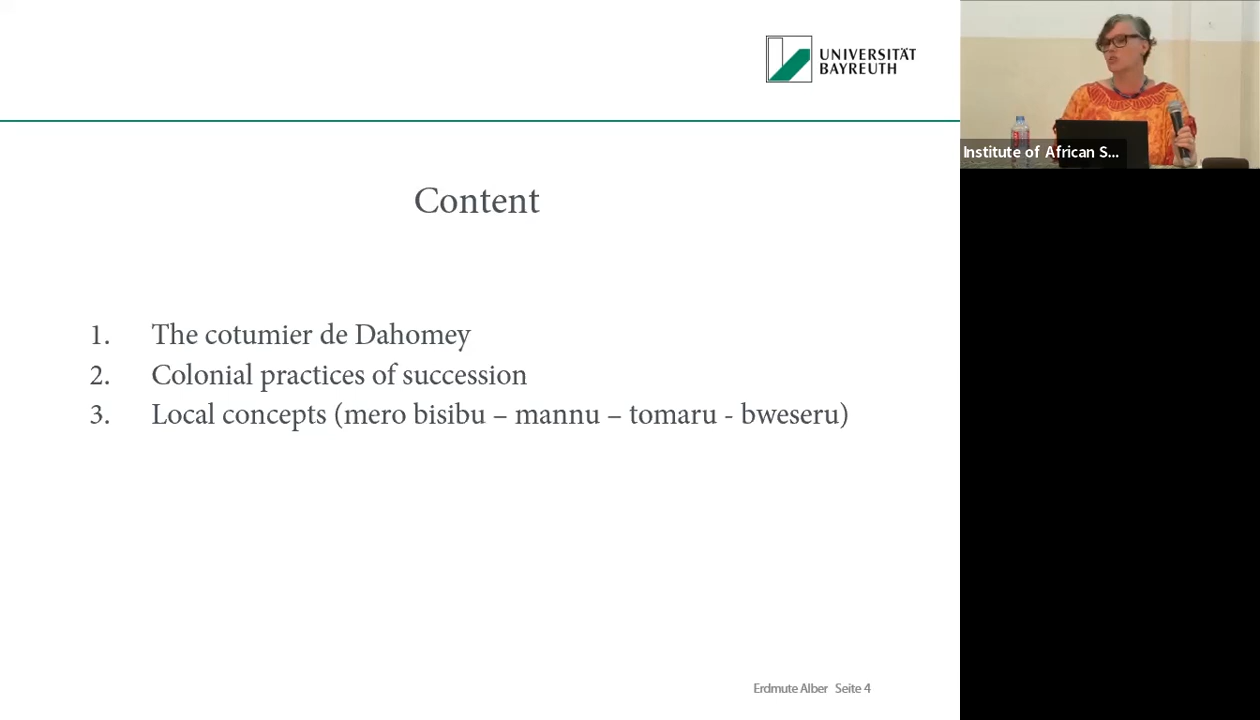 UNIVERSITÄT
BAYREUTH
Institute of African S...
Content
1. The cotumier de Dahomey
2. Colonial practices of succession
3. Local concepts (mero bisibu – mannu – tomaru - bweseru)
Erdmute Alber Seite 4